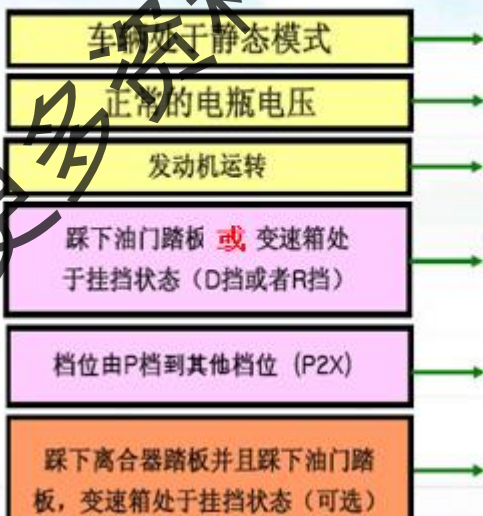 车辆处于静态模式
正常的电瓶电压
发动机运转
踩下油门踏板 或 变速箱处
于挂挡状态（D挡或者R挡）
档位由P档到其他档位（P2X）
踩下离合器踏板并且踩下油门踏
板，变速箱处于挂挡状态（可选）
更多资